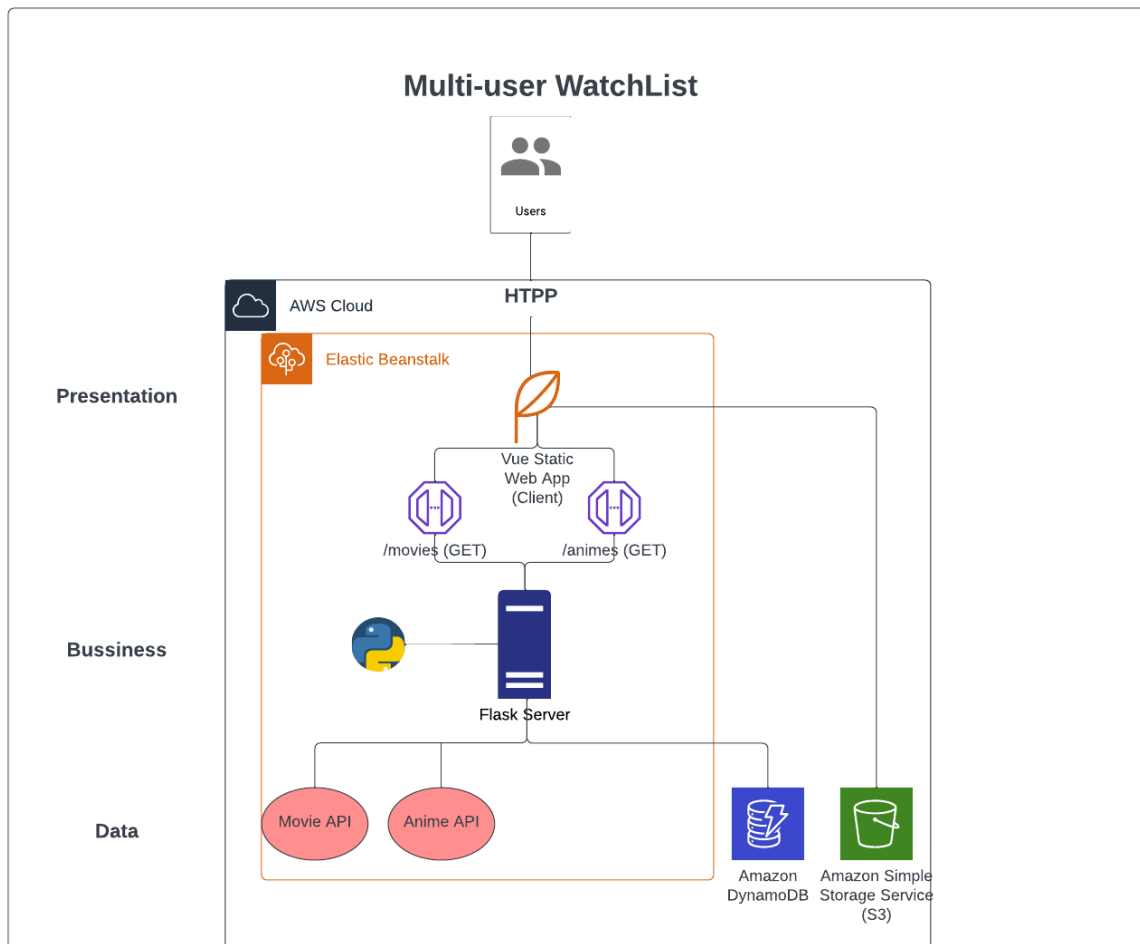 Multi-user WatchList
Users
HTPP
AWS Cloud
Elastic Beanstalk
Presentation
Vue Static
Web App
(Client)
/movies (GET)
/animes (GET)
Bussiness
Flask Server
Movie API
Anime API
Data
Amazon
DynamoDB
Amazon Simple
Storage Service
(S3)